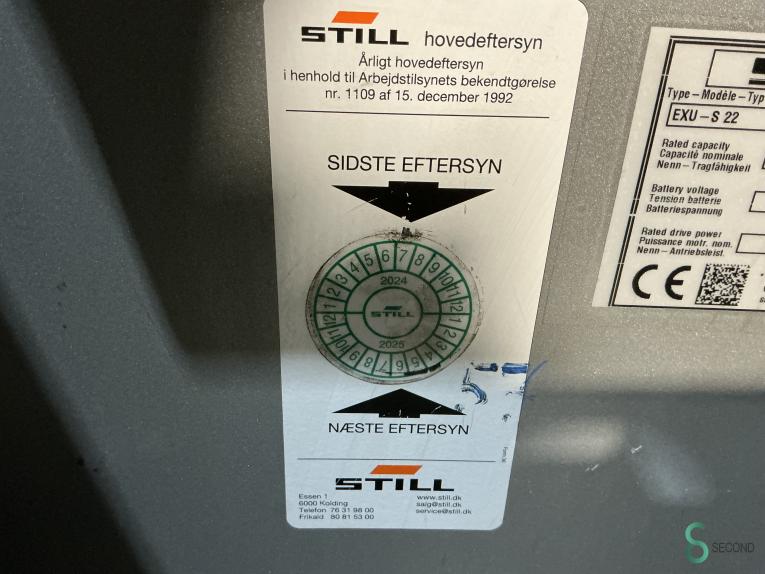 STILL hovedeftersyn
Årligt hovedeftersyn
i henhold til Arbejdstilsynets bekendtgørelse
nr. 1109 af 15. december 1992
SIDSTE EFTERSYN
1 2 3 4 5 6 7 8 9 10 11 12
2024
STILL
2025
12 11 10 9 8 7 6 5 4 3 2 1
5
NÆSTE EFTERSYN
STILL
Essen 1
6000 Kolding
Telefon 76 31 98 00
Frikald 80 81 53 00
www.still.dk
salg@still.dk
service@still.dk
Type – Modèle – Typ
EXU – S 22
Rated capacity
Capacité nominale
Nenn – Tragfähigkeit
Battery voltage
Tension batterie
Batteriespannung
Rated drive power
Puissance motr. nom.
Nenn – Antriebsleist.
CE
SECOND